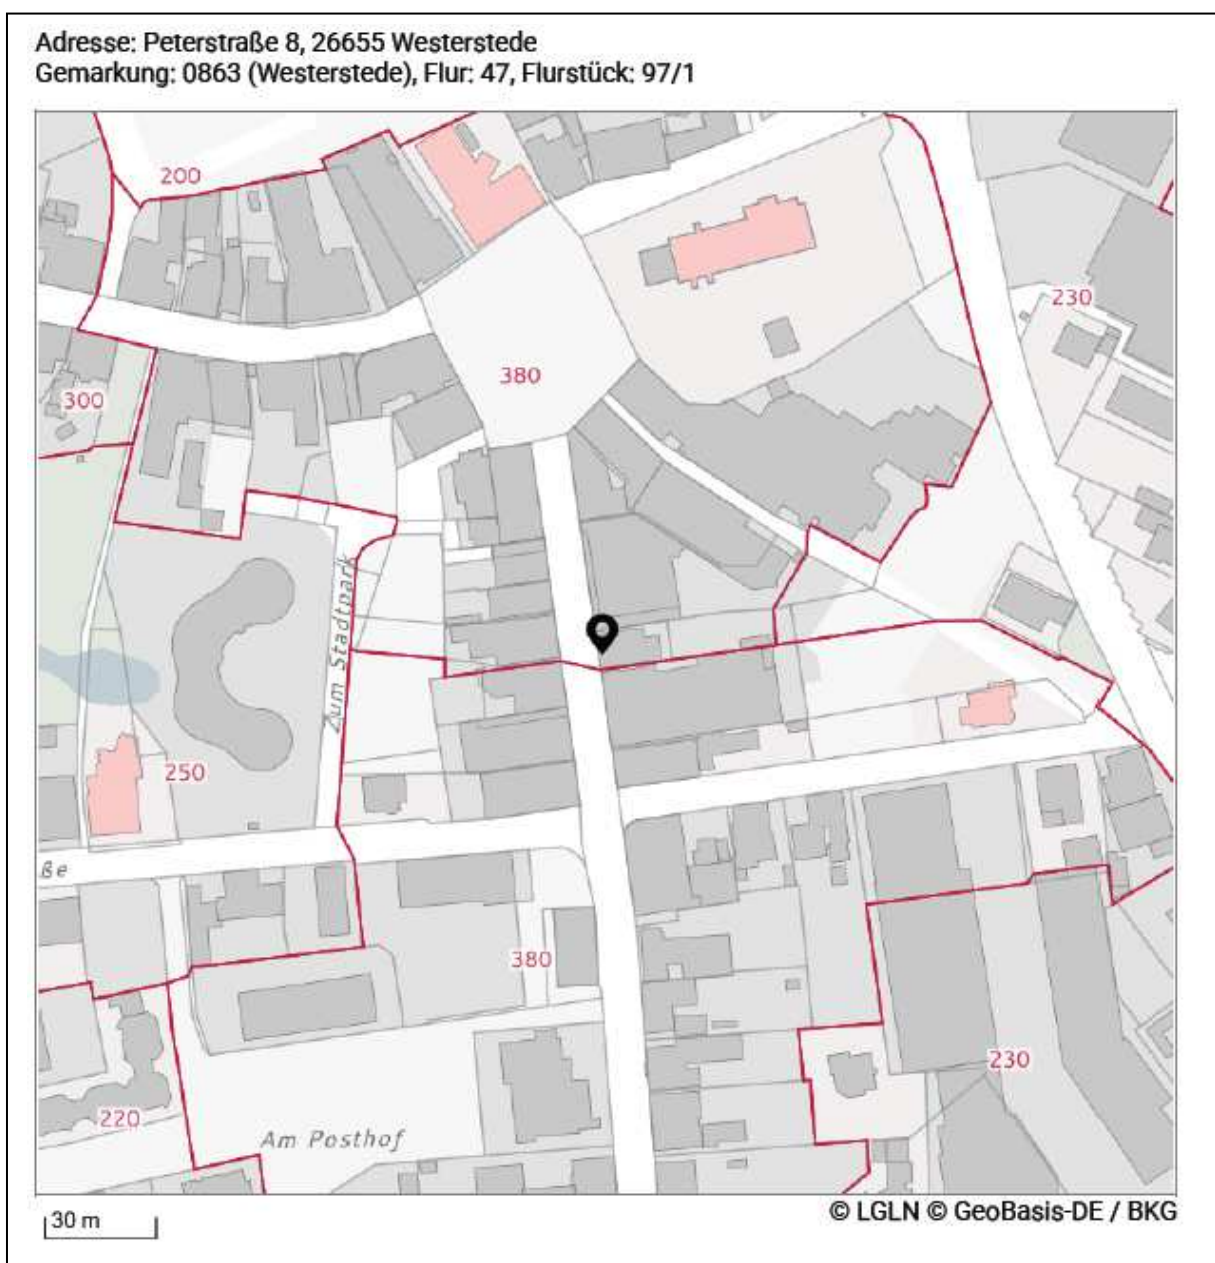 Adresse: Peterstraße 8, 26655 Westerstede
Gemarkung: 0863 (Westerstede), Flur: 47, Flurstück: 97/1
200
230
380
300
Zum Stadtpark
250
ße
380
230
220
Am Posthof
30 m
© LGLN © GeoBasis-DE / BKG